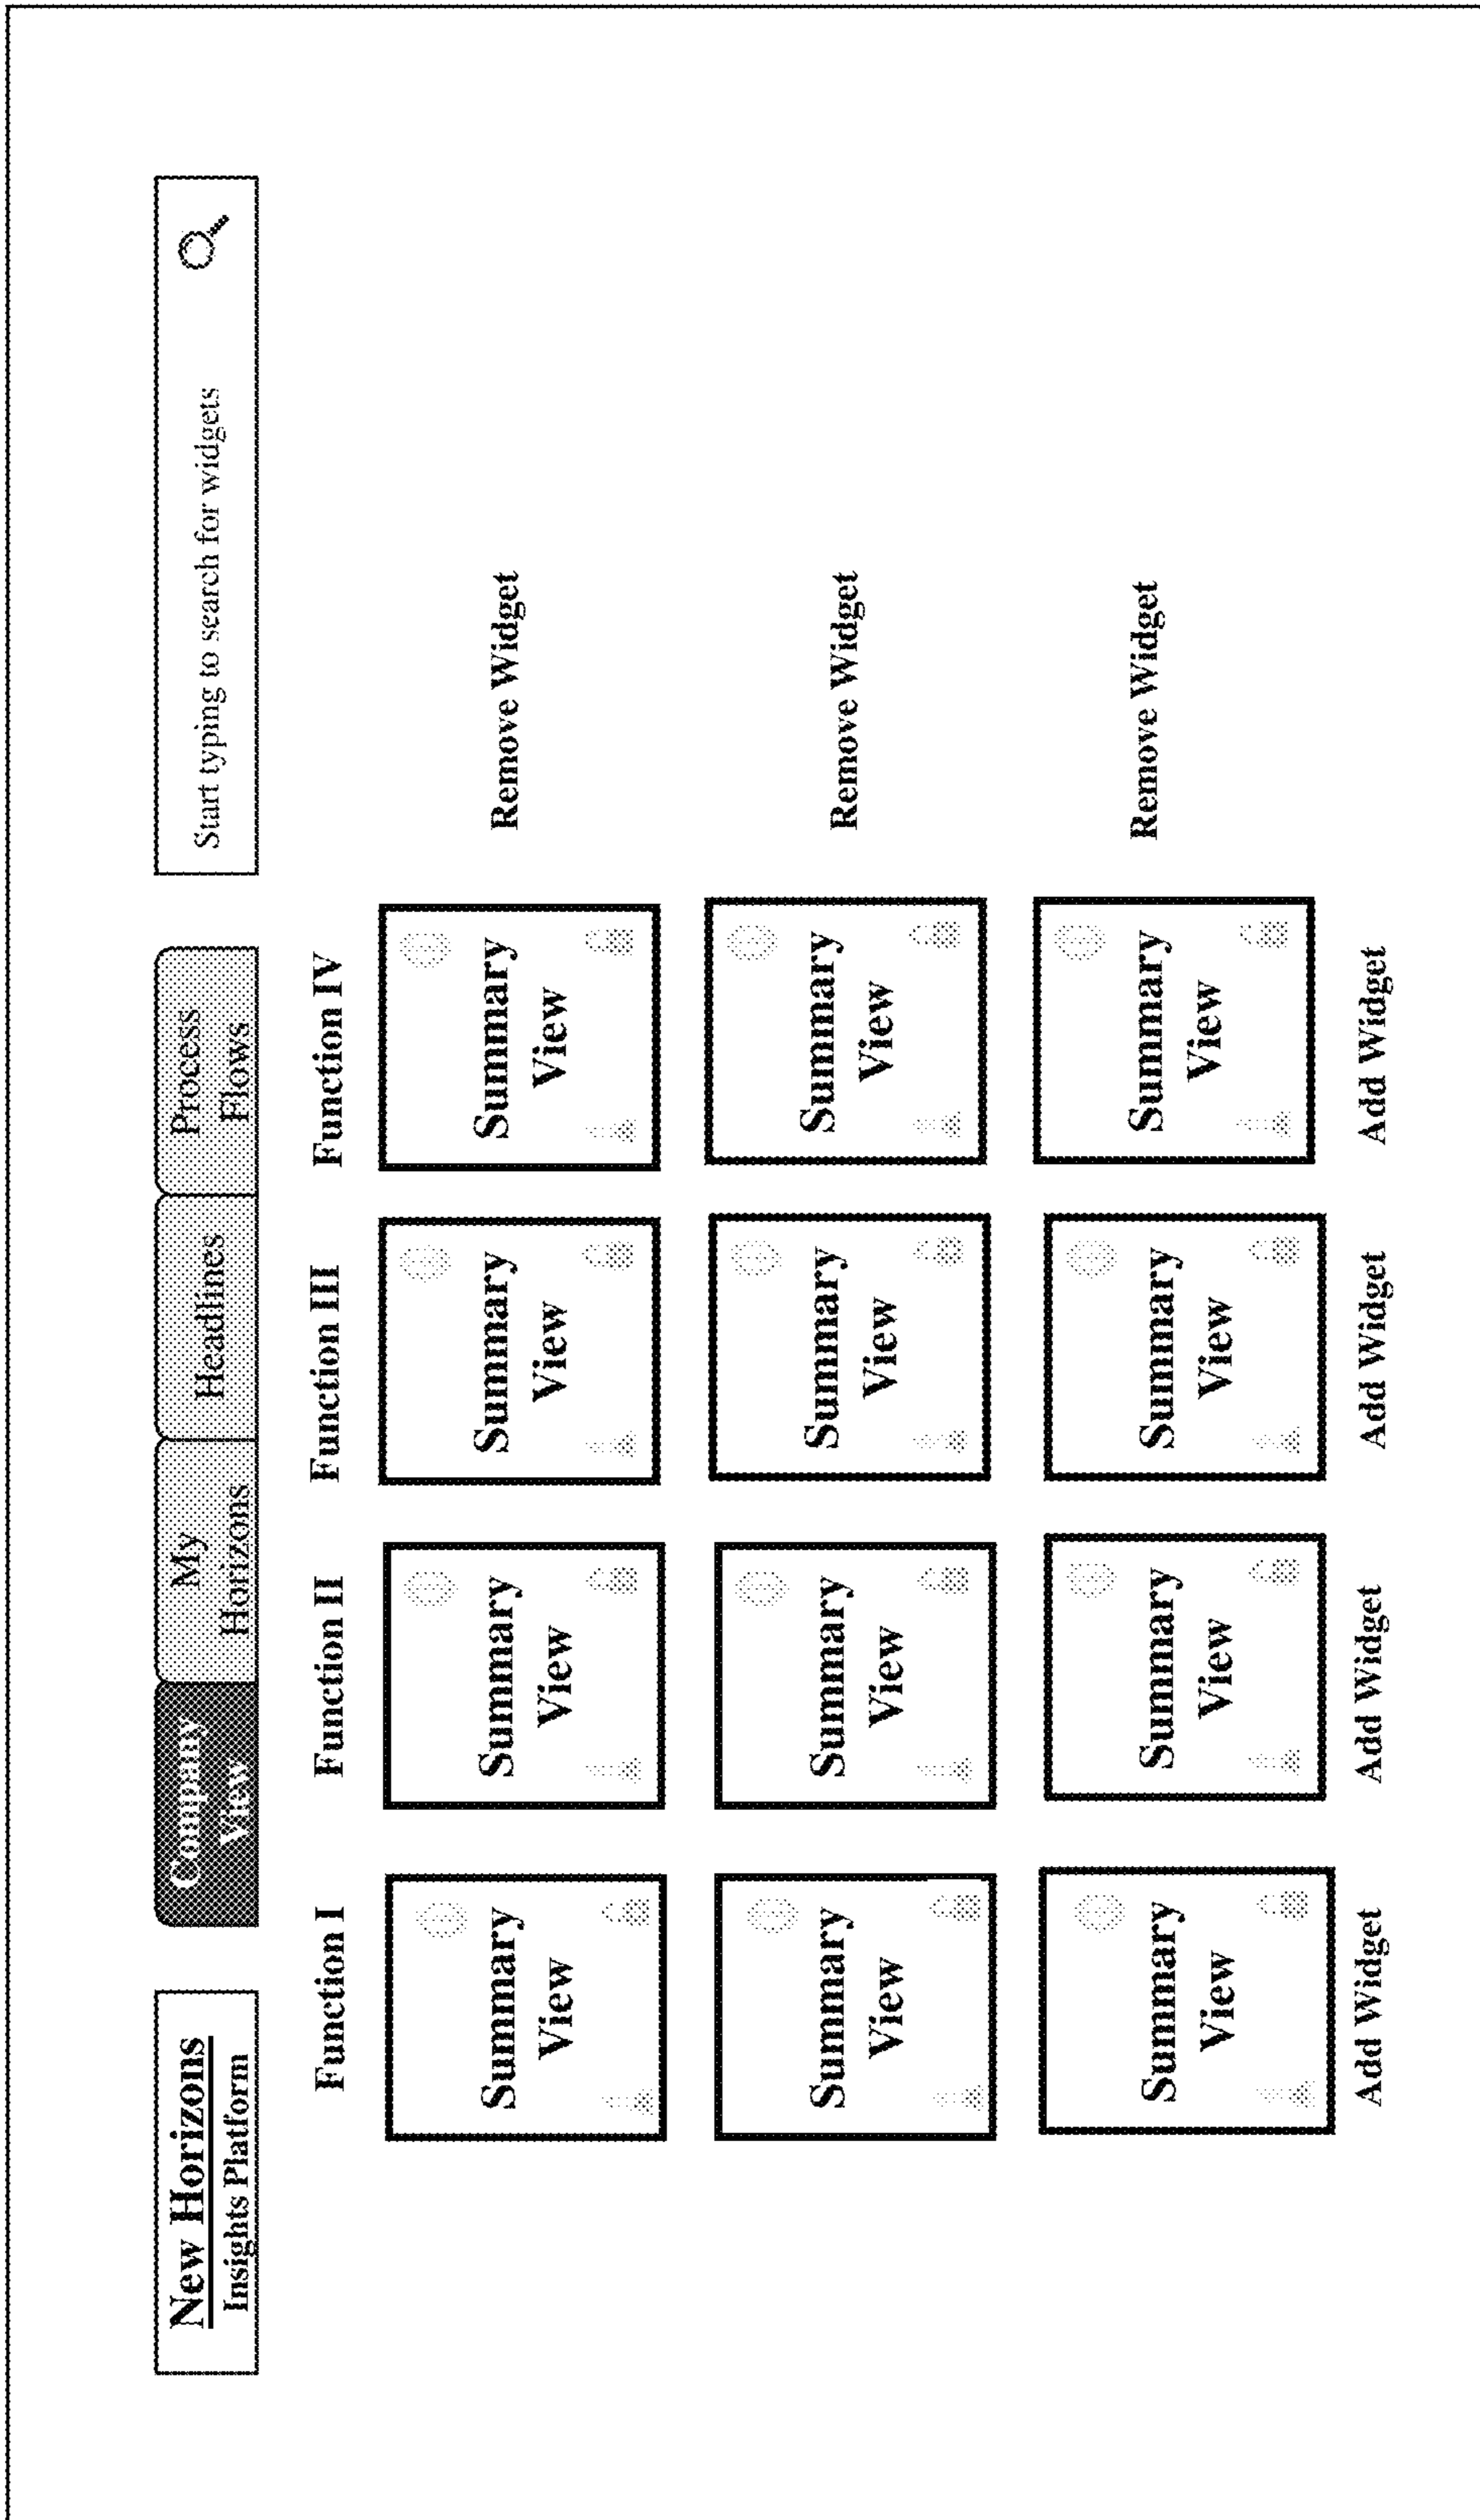 New Horizons
Insights Platform
Company
View
My
Horizons
Headlines
Process
Flows
Start typing to search for widgets
Function I
Function II
Function III
Function IV
Summary
View
Summary
View
Summary
View
Summary
View
Remove Widget
Summary
View
Summary
View
Summary
View
Summary
View
Remove Widget
Summary
View
Summary
View
Summary
View
Summary
View
Remove Widget
Add Widget
Add Widget
Add Widget
Add Widget